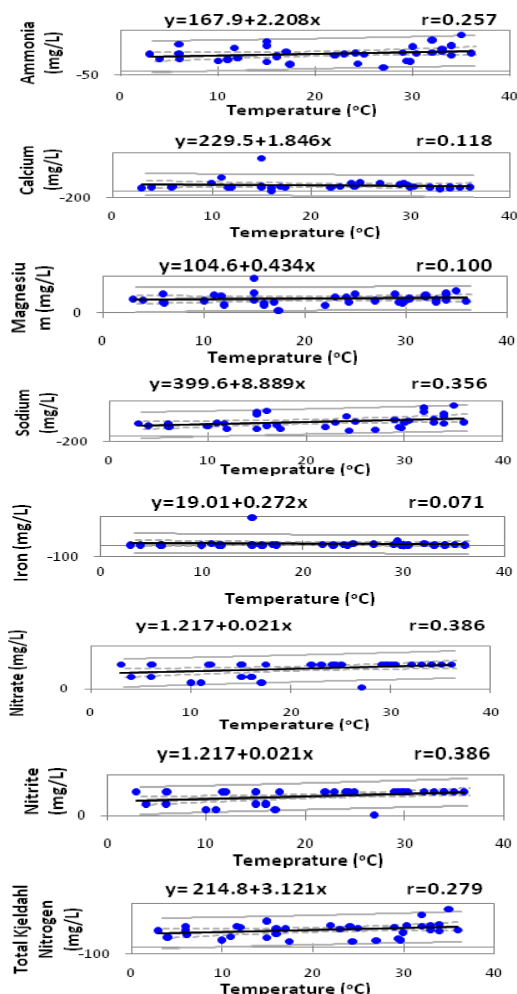 y=167.9+2.208x r=0.257
Ammonia
(mg/L)
-50
0 10 20 30 40
Temperature (°C)
y=229.5+1.846x r=0.118
Calcium
(mg/L)
-200
0 10 20 30 40
Temeprature (°C)
y=104.6+0.434x r=0.100
Magnesiu
m (mg/L)
0
0 10 20 30 40
Temeprature (°C)
y=399.6+8.889x r=0.356
Sodium
(mg/L)
-200
0 10 20 30 40
Temperature (°C)
y=19.01+0.272x r=0.071
Iron (mg/L)
-100
0 10 20 30 40
Temperature (°C)
y=1.217+0.021x r=0.386
Nitrate (mg/L)
0
0 10 20 30 40
Temperature (°C)
y=1.217+0.021x r=0.386
Nitrite
(mg/L)
0
0 10 20 30 40
Temeprature (°C)
y= 214.8+3.121x r=0.279
Total Kjeldahl
Nitrogen
(mg/L)
-100
0 10 20 30 40
Temperature (°C)